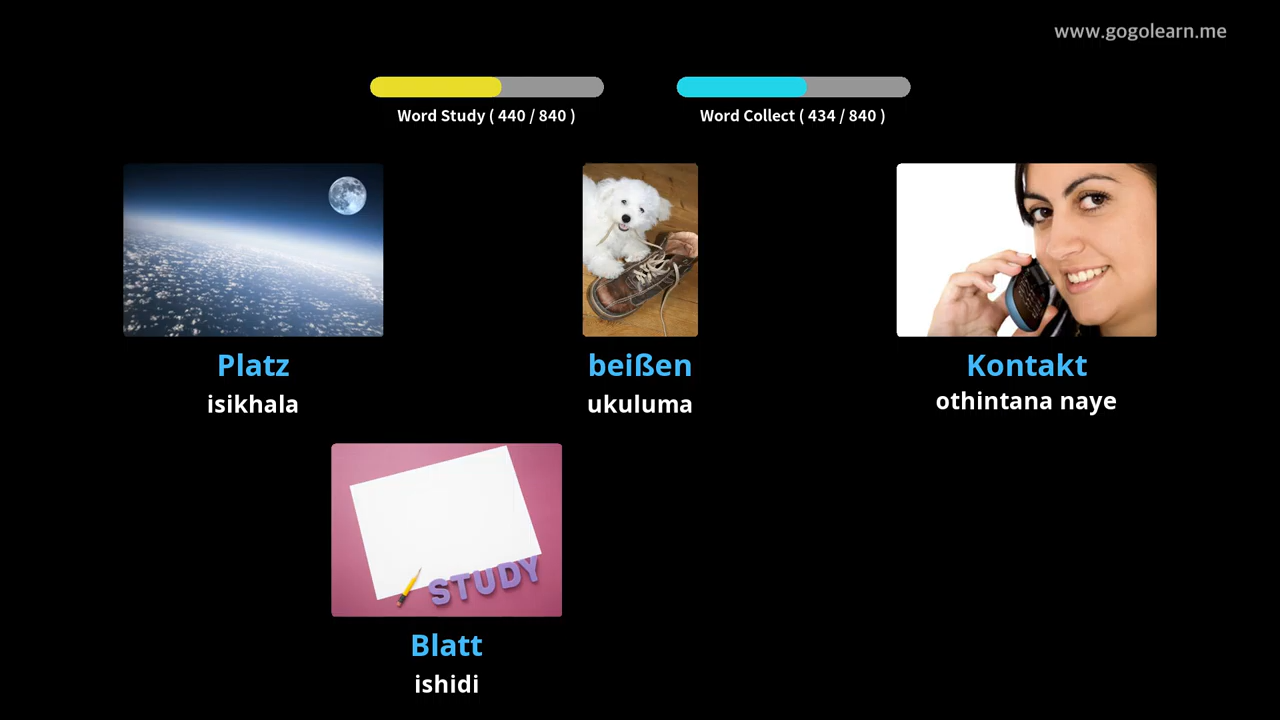 www.gogolearn.me
Word Study ( 440 / 840 )
Word Collect ( 434 / 840 )
Platz
isikhala
beißen
ukuluma
Kontakt
othintana naye
STUDY
Blatt
ishidi